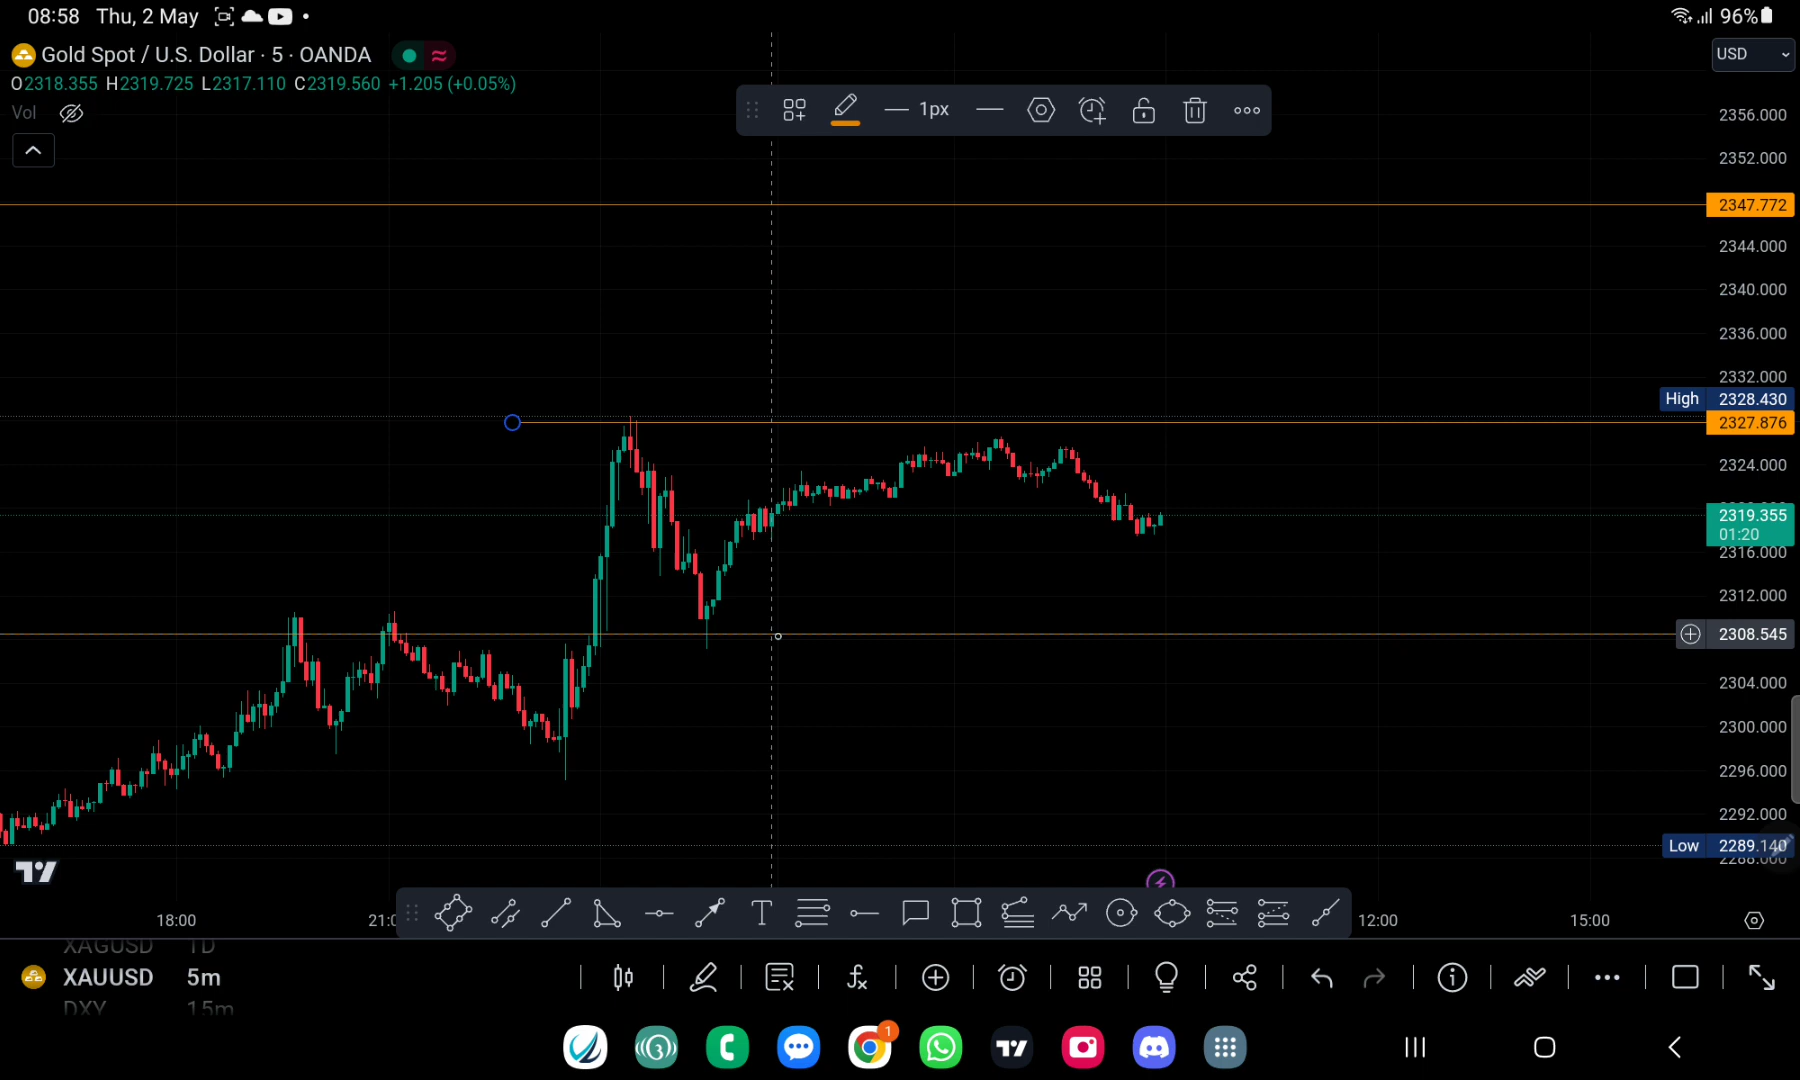 08:58 Thu, 2 May
96%
Gold Spot / U.S. Dollar · 5 · OANDA
USD
O2318.355 H2319.725 L2317.110 C2319.560 +1.205 (+0.05%)
Vol
1px
2356.000
2352.000
2347.772
2344.000
2340.000
2336.000
2332.000
High 2328.430
2327.876
2324.000
2319.355
01:20
2316.000
2312.000
2308.545
2304.000
2300.000
2296.000
2292.000
Low 2289.140
2288.000
18:00
21:0
12:00
15:00
XAGUSD 1D
XAUUSD 5m
DXY 15m
3
1